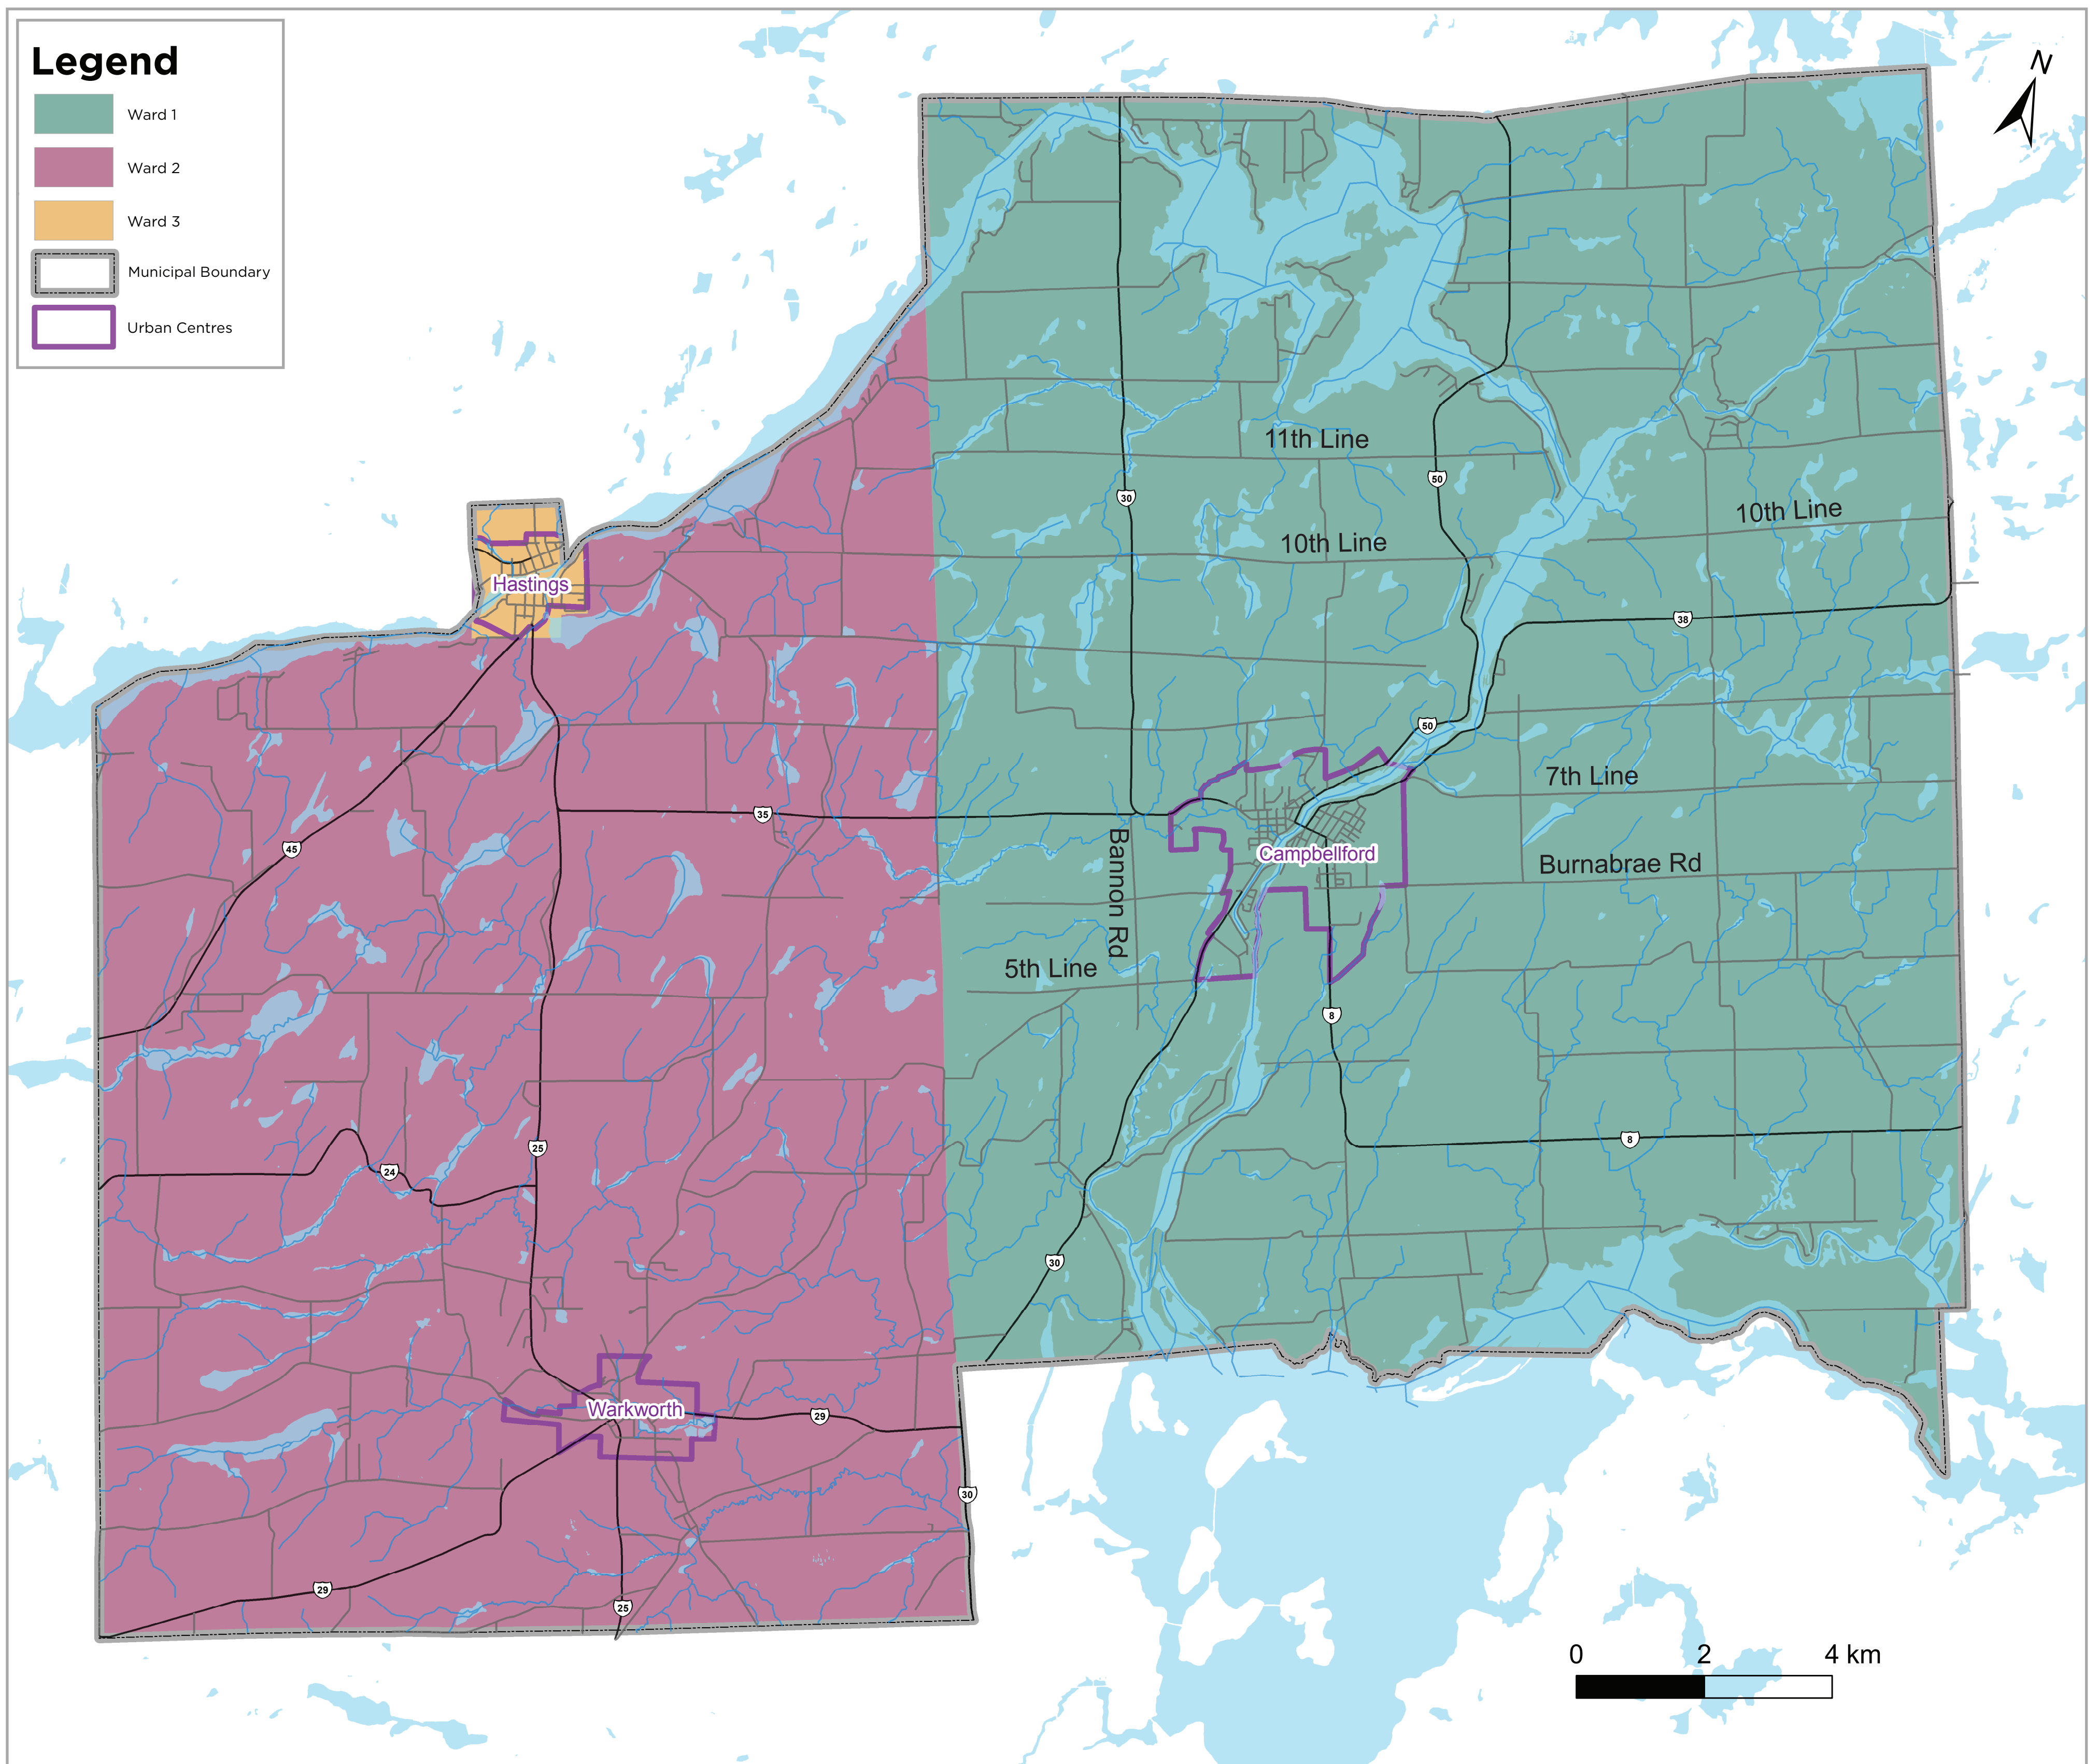 Legend
Ward 1
Ward 2
Ward 3
Municipal Boundary
Urban Centres
N
11th Line
30
50
10th Line
10th Line
Hastings
38
50
7th Line
35
45
Bannon Rd
Campbellford
Burnabrae Rd
5th Line
8
8
25
24
30
Warkworth
29
30
29
25
0 2 4 km